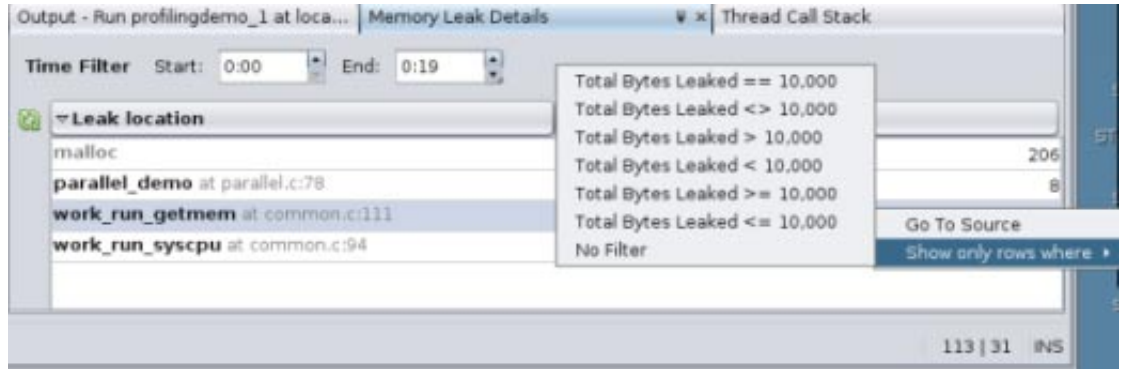 Output - Run profilingdemo_1 at loca... Memory Leak Details Thread Call Stack
Time Filter Start: 0:00 End: 0:19
Leak location
malloc 206
parallel_demo at parallel.c:78 8
work_run_getmem at common.c:111
work_run_syscpu at common.c:94
Total Bytes Leaked == 10,000
Total Bytes Leaked <> 10,000
Total Bytes Leaked > 10,000
Total Bytes Leaked < 10,000
Total Bytes Leaked >= 10,000
Total Bytes Leaked <= 10,000
No Filter
Go To Source
Show only rows where
113 | 31 INS